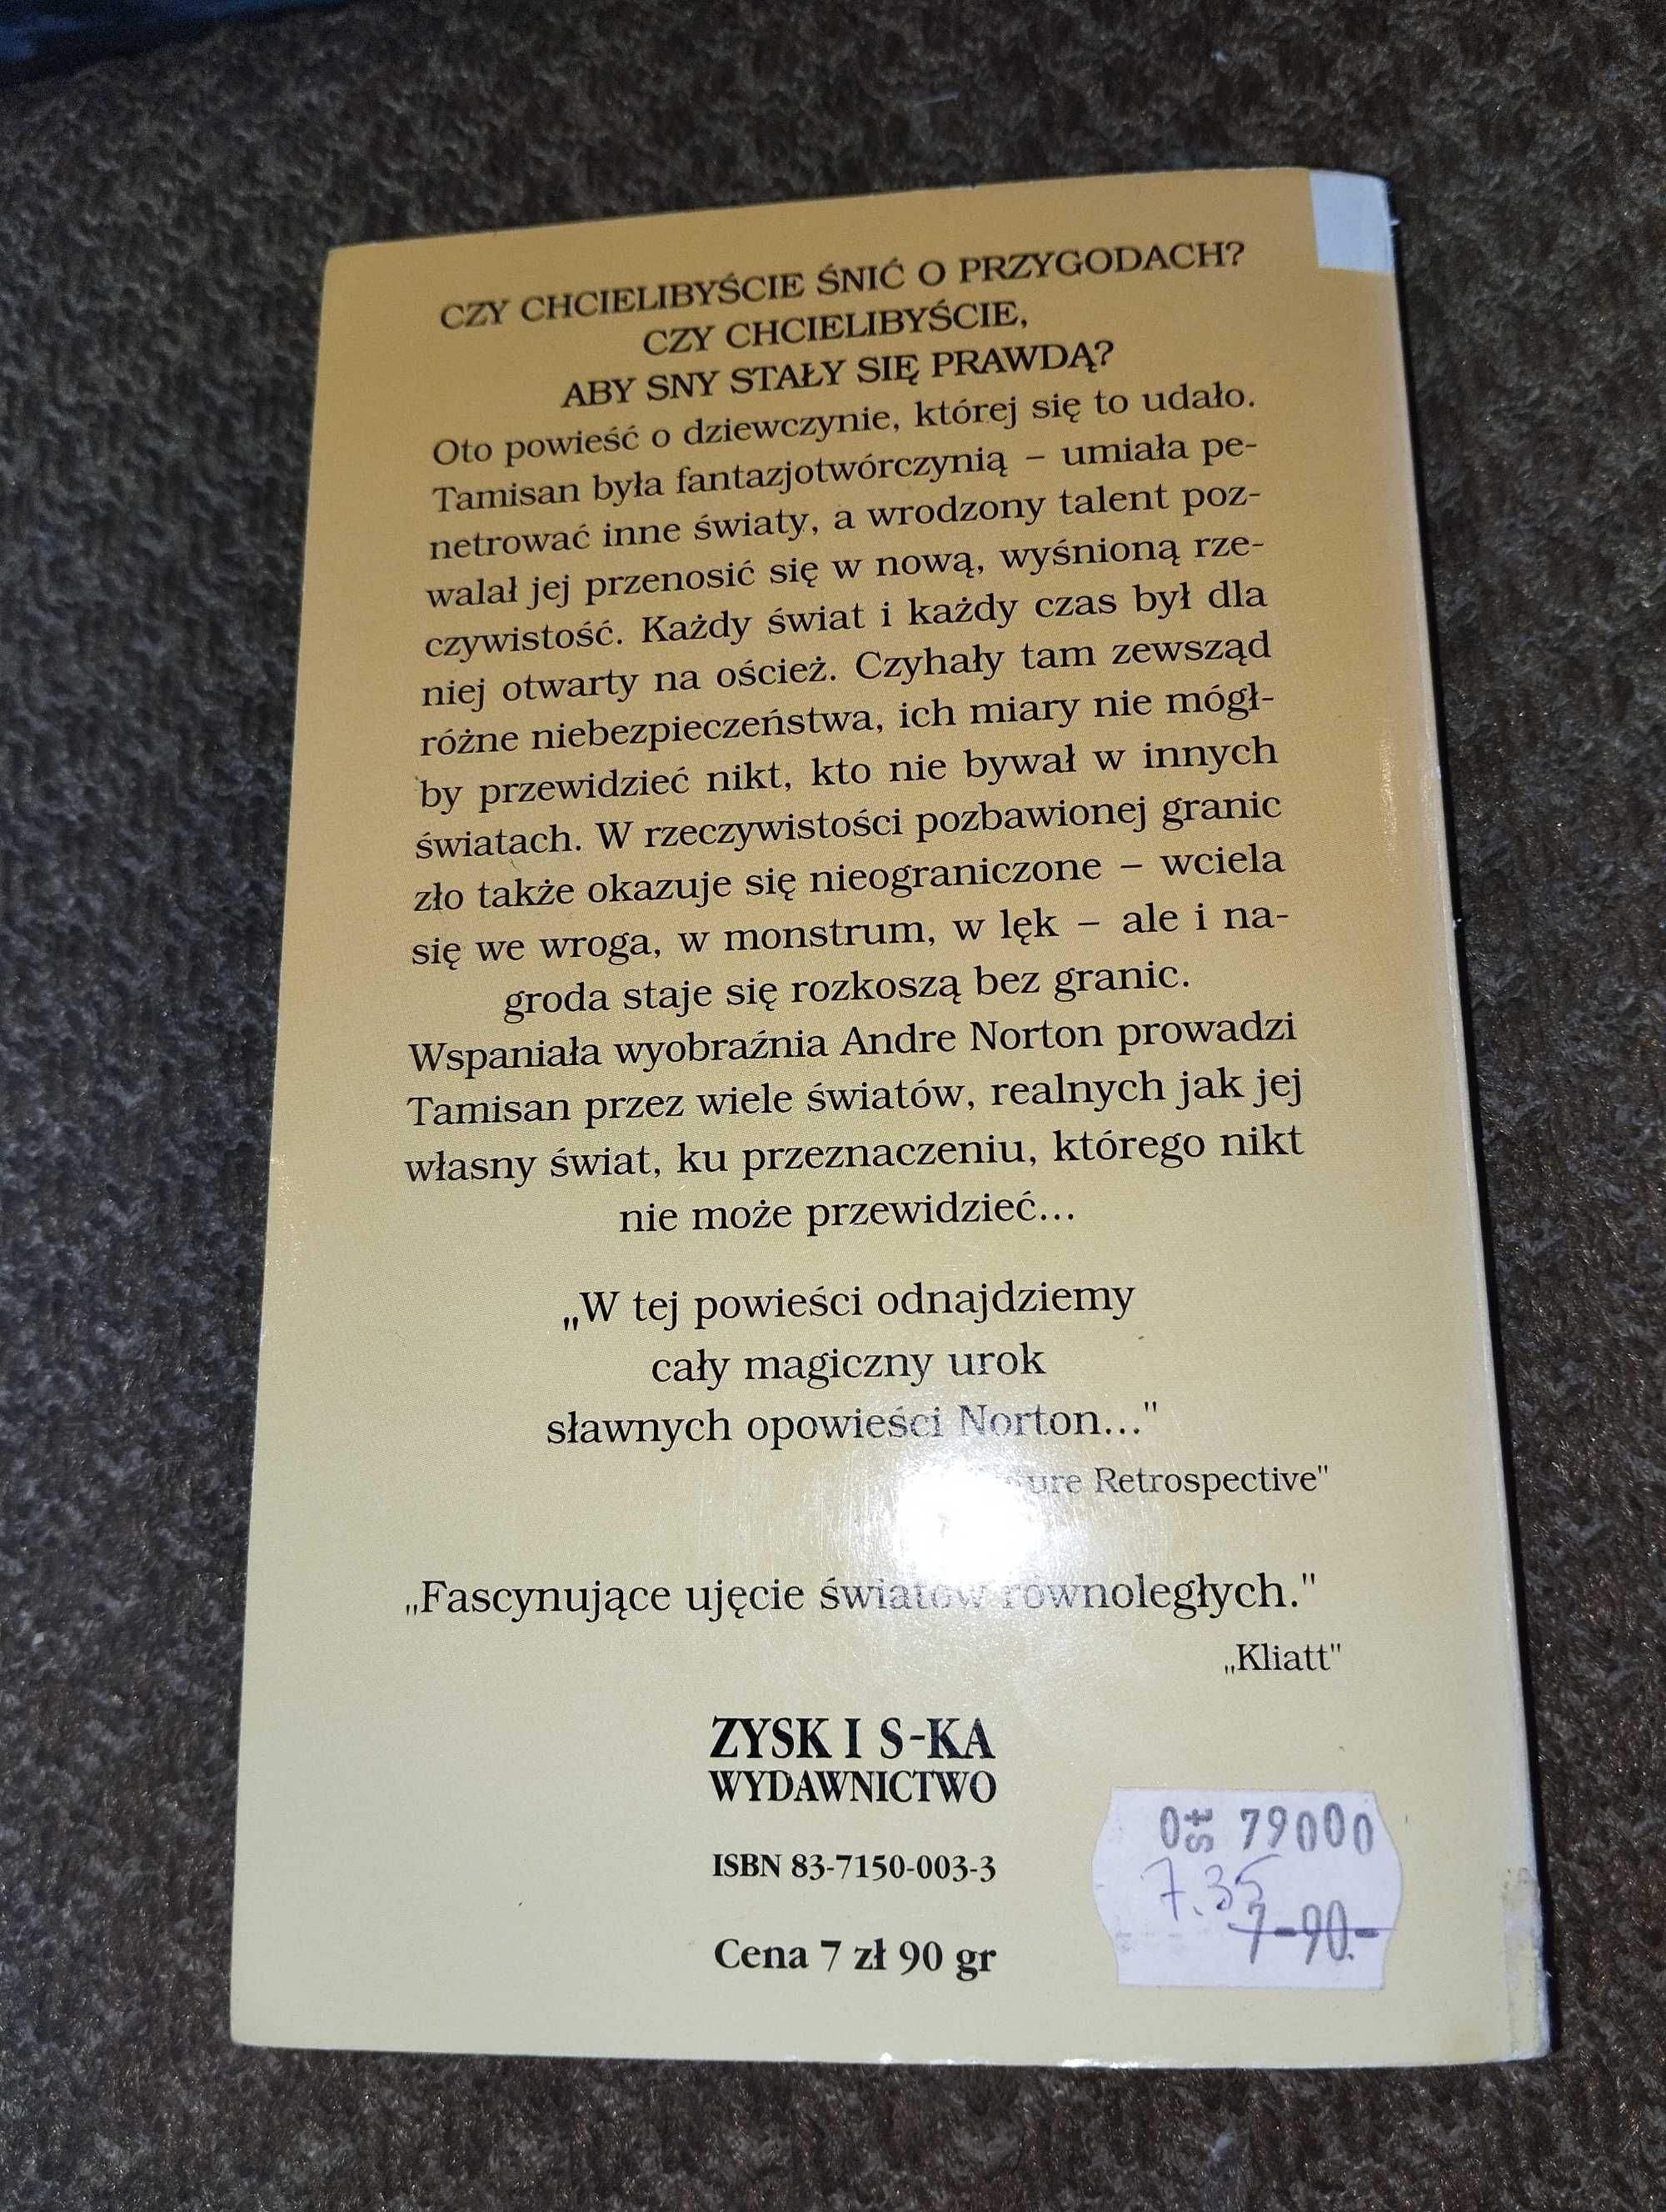 CZY CHCIELIBYŚCIE ŚNIĆ O PRZYGODACH?
CZY CHCIELIBYŚCIE,
ABY SNY STAŁY SIĘ PRAWDĄ?
Oto powieść o dziewczynie, której się to udało.
Tamisan była fantazjotwórczynią – umiała pe-
netrować inne światy, a wrodzony talent poz-
walał jej przenosić się w nową, wyśnioną rze-
czywistość. Każdy świat i każdy czas był dla
niej otwarty na oścież. Czyhały tam zewsząd
różne niebezpieczeństwa, ich miary nie mógł-
by przewidzieć nikt, kto nie bywał w innych
światach. W rzeczywistości pozbawionej granic
zło także okazuje się nieograniczone – wciela
się we wroga, w monstrum, w lęk – ale i na-
groda staje się rozkoszą bez granic.
Wspaniała wyobraźnia Andre Norton prowadzi
Tamisan przez wiele światów, realnych jak jej
własny świat, ku przeznaczeniu, którego nikt
nie może przewidzieć...
„W tej powieści odnajdziemy
cały magiczny urok
sławnych opowieści Norton..."
Retrospective"
„Fascynujące ujęcie światów równoległych."
„Kliatt"
ZYSK I S-KA
WYDAWNICTWO
ISBN 83-7150-003-3
Cena 7 zł 90 gr
79000
7.35
7-90.-